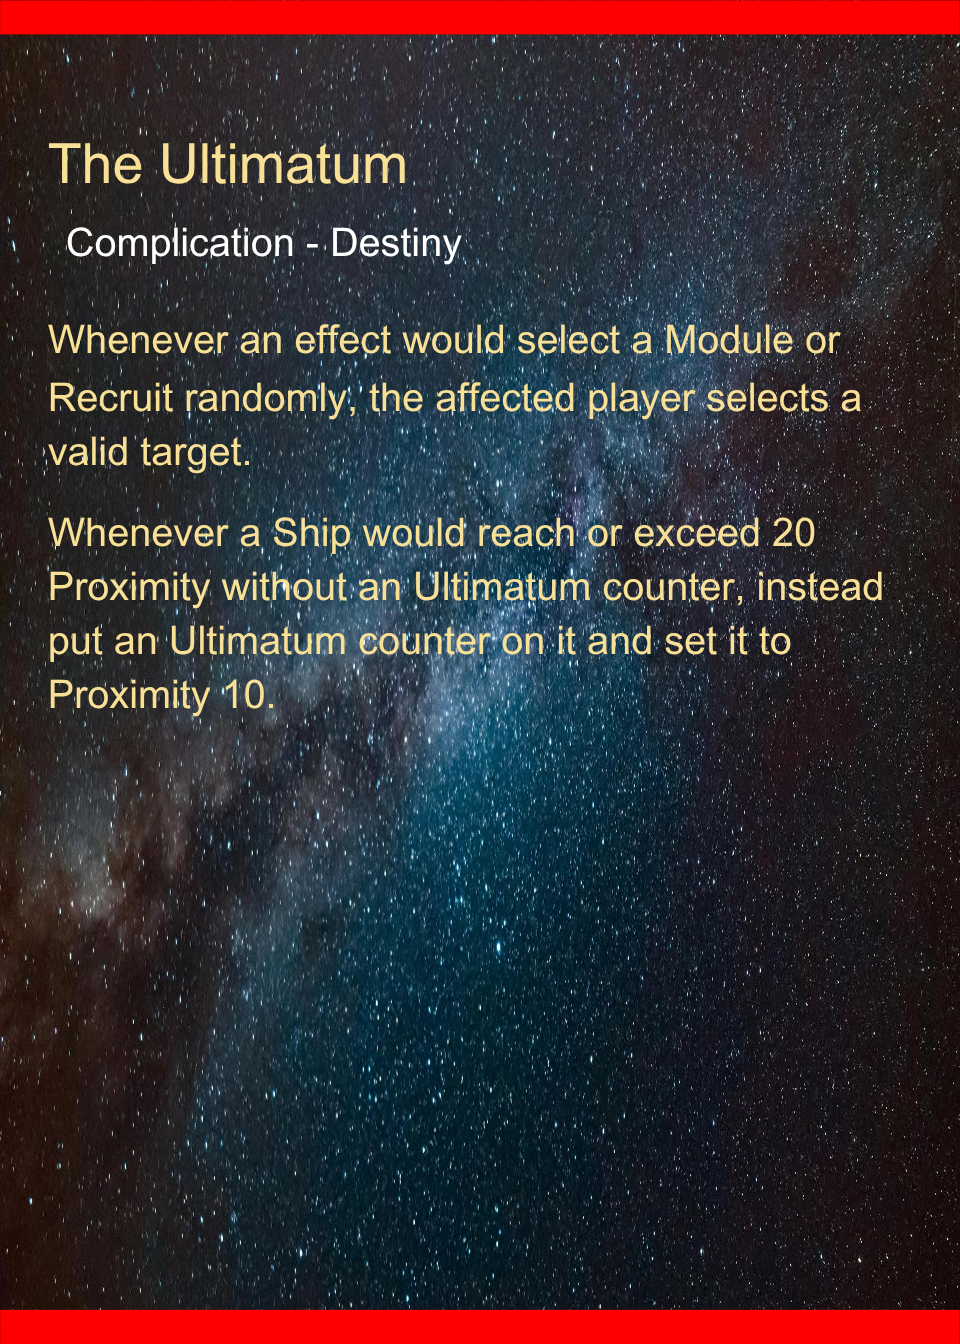 The Ultimatum
Complication - Destiny
Whenever an effect would select a Module or
Recruit randomly, the affected player selects a
valid target.
Whenever a Ship would reach or exceed 20
Proximity without an Ultimatum counter, instead
put an Ultimatum counter on it and set it to
Proximity 10.